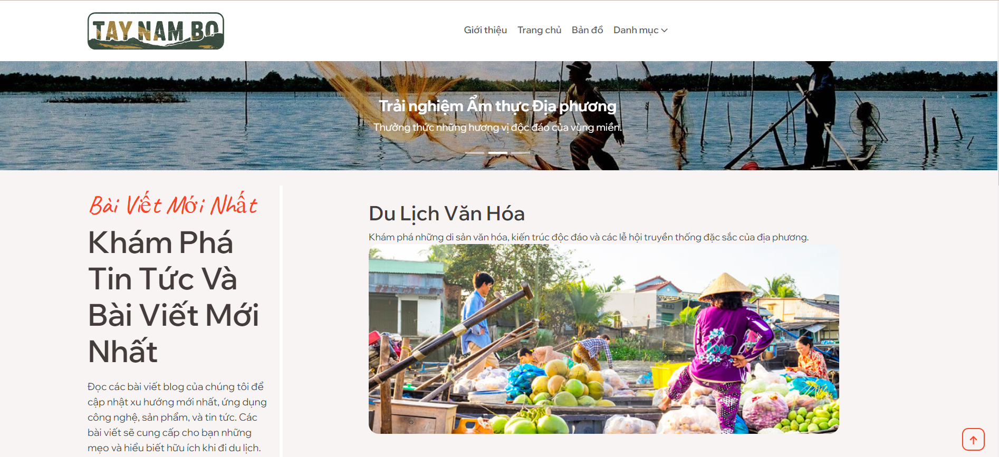 TAY NAM BO
Giới thiệu Trang chủ Bản đồ Danh mục
Trải nghiệm Ẩm thực Địa phương
Thưởng thức những hương vị độc đáo của vùng miền.
Bài Viết Mới Nhất
Khám Phá
Tin Tức Và
Bài Viết Mới
Nhất
Đọc các bài viết blog của chúng tôi để
cập nhật xu hướng mới nhất, ứng dụng
công nghệ, sản phẩm, và tin tức. Các
bài viết sẽ cung cấp cho bạn những
mẹo và hiểu biết hữu ích khi đi du lịch.
Du Lịch Văn Hóa
Khám phá những di sản văn hóa, kiến trúc độc đáo và các lễ hội truyền thống đặc sắc của địa phương.
love